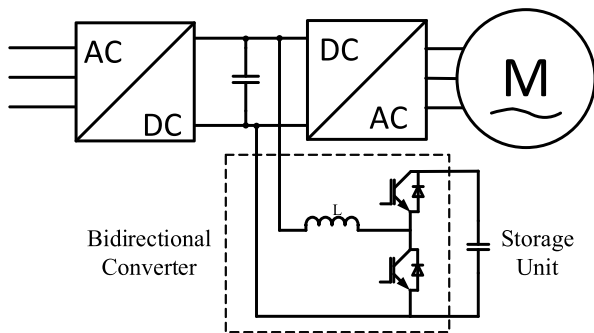 AC
DC
DC
AC
M
L
Bidirectional
Converter
Storage
Unit